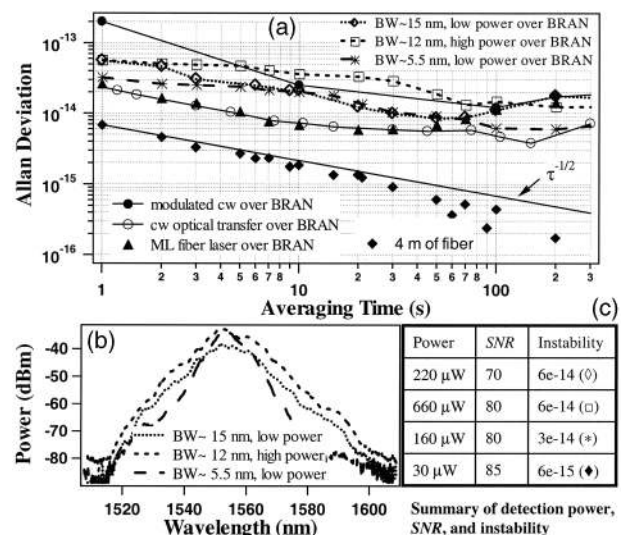 (a)
BW~15 nm, low power over BRAN
BW~12 nm, high power over BRAN
BW~5.5 nm, low power over BRAN
10⁻¹³
10⁻¹⁴
10⁻¹⁵
10⁻¹⁶
Allan Deviation
τ⁻¹/²
modulated cw over BRAN
cw optical transfer over BRAN
ML fiber laser over BRAN
4 m of fiber
1 2 3 4 5 6 7 8 10 2 3 4 5 6 7 8 100 2 3
Averaging Time (s)
(b)
-40
-50
-60
-70
-80
Power (dBm)
BW~ 15 nm, low power
BW~ 12 nm, high power
BW~ 5.5 nm, low power
1520 1540 1560 1580 1600
Wavelength (nm)
(c)
Power SNR Instability
220 μW 70 6e-14 (◊)
660 μW 80 6e-14 (□)
160 μW 80 3e-14 (*)
30 μW 85 6e-15 (♦)
Summary of detection power,
SNR, and instability